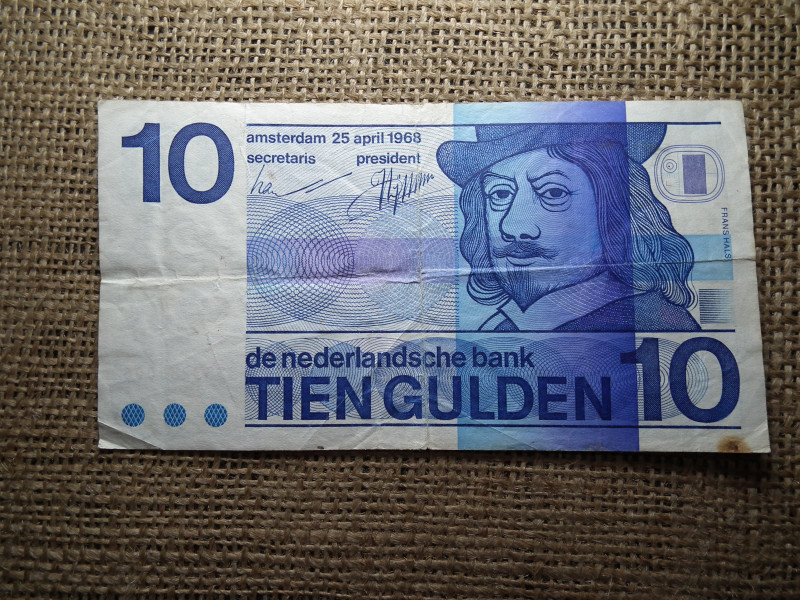 10
amsterdam 25 april 1968
secretaris president
FRANS HALS
de nederlandsche bank
TIEN GULDEN
10